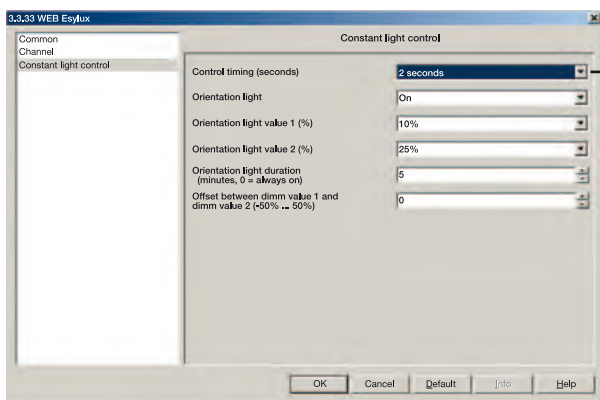 3.3.33 WEB Esylux
Common
Channel
Constant light control
Constant light control
Control timing (seconds)
2 seconds
Orientation light
On
Orientation light value 1 (%)
10%
Orientation light value 2 (%)
25%
Orientation light duration
(minutes, 0 = always on)
5
Offset between dimm value 1 and
dimm value 2 (-50% ... 50%)
0
OK
Cancel
Default
Info
Help